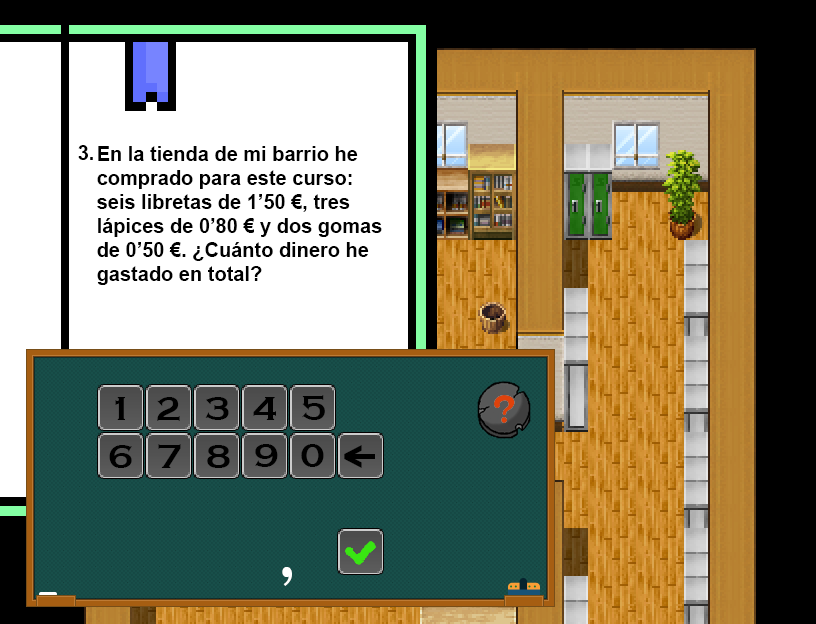 3. En la tienda de mi barrio he
comprado para este curso:
seis libretas de 1'50 €, tres
lápices de 0'80 € y dos gomas
de 0'50 €. ¿Cuánto dinero he
gastado en total?
1 2 3 4 5 ?
6 7 8 9 0 ←
,